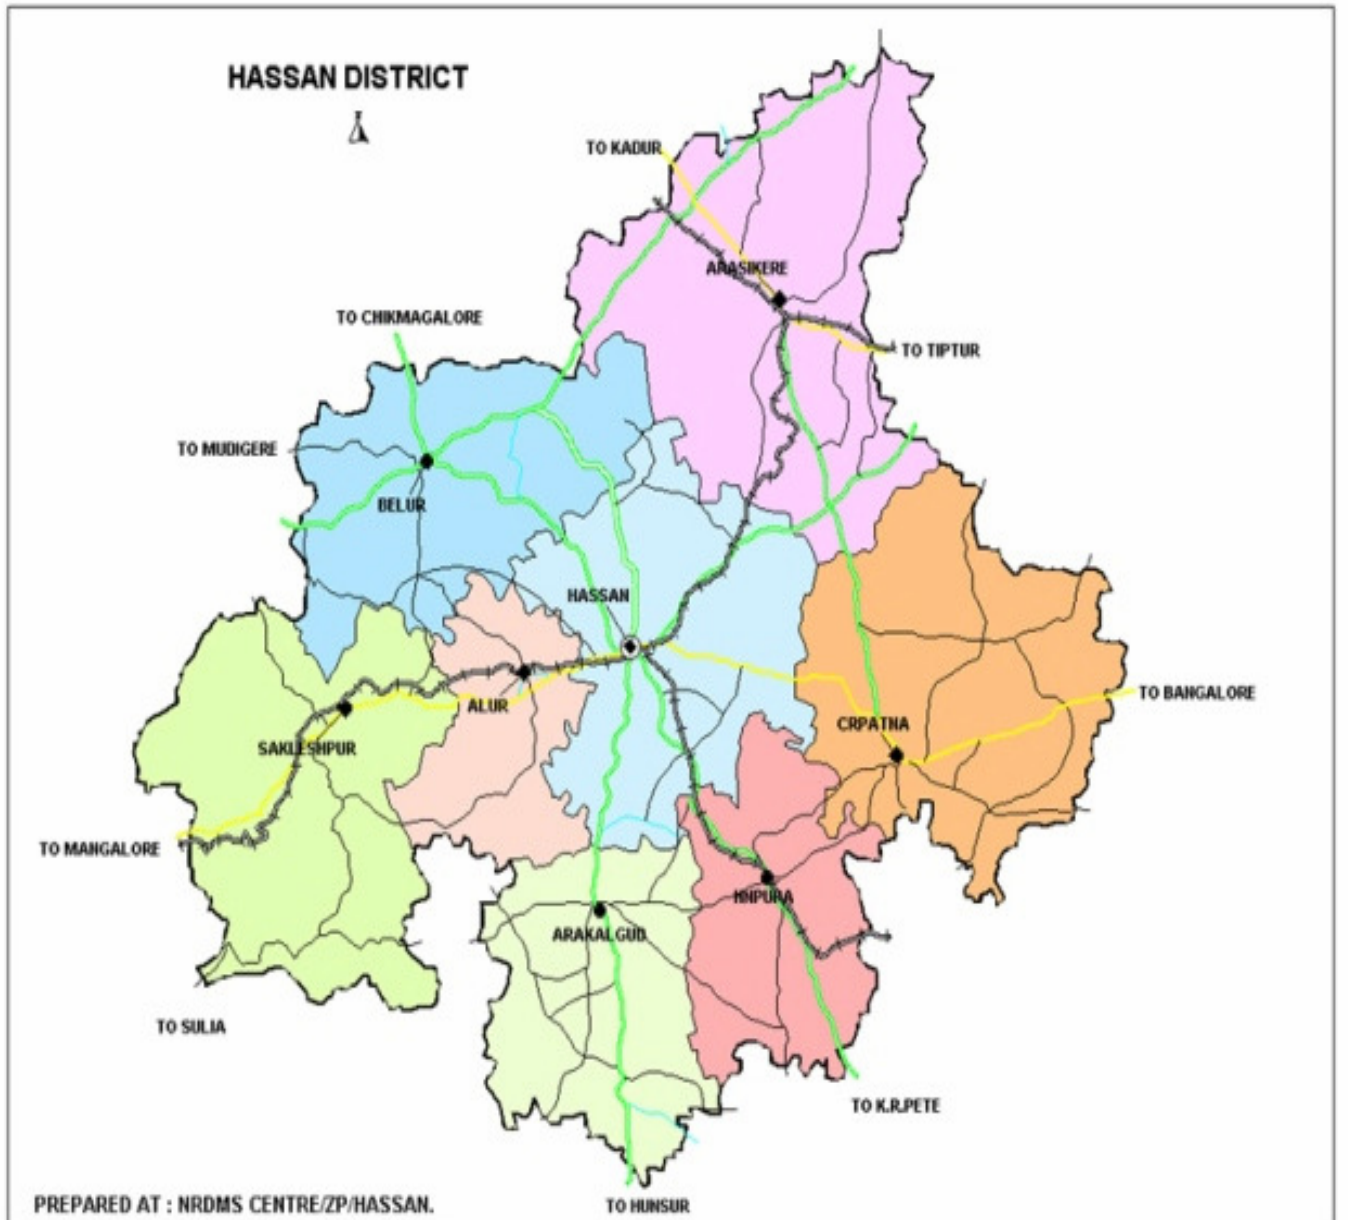 HASSAN DISTRICT
TO KADUR
ARASIKERE
TO CHIKMAGALORE
TO TIPTUR
TO MUDIGERE
BELUR
HASSAN
TO BANGALORE
ALUR
CRPATNA
SAKLESHPUR
TO MANGALORE
HNPURA
ARAKALGUD
TO SULIA
TO K.R.PETE
PREPARED AT : NRDMS CENTRE/ZP/HASSAN.
TO HUNSUR